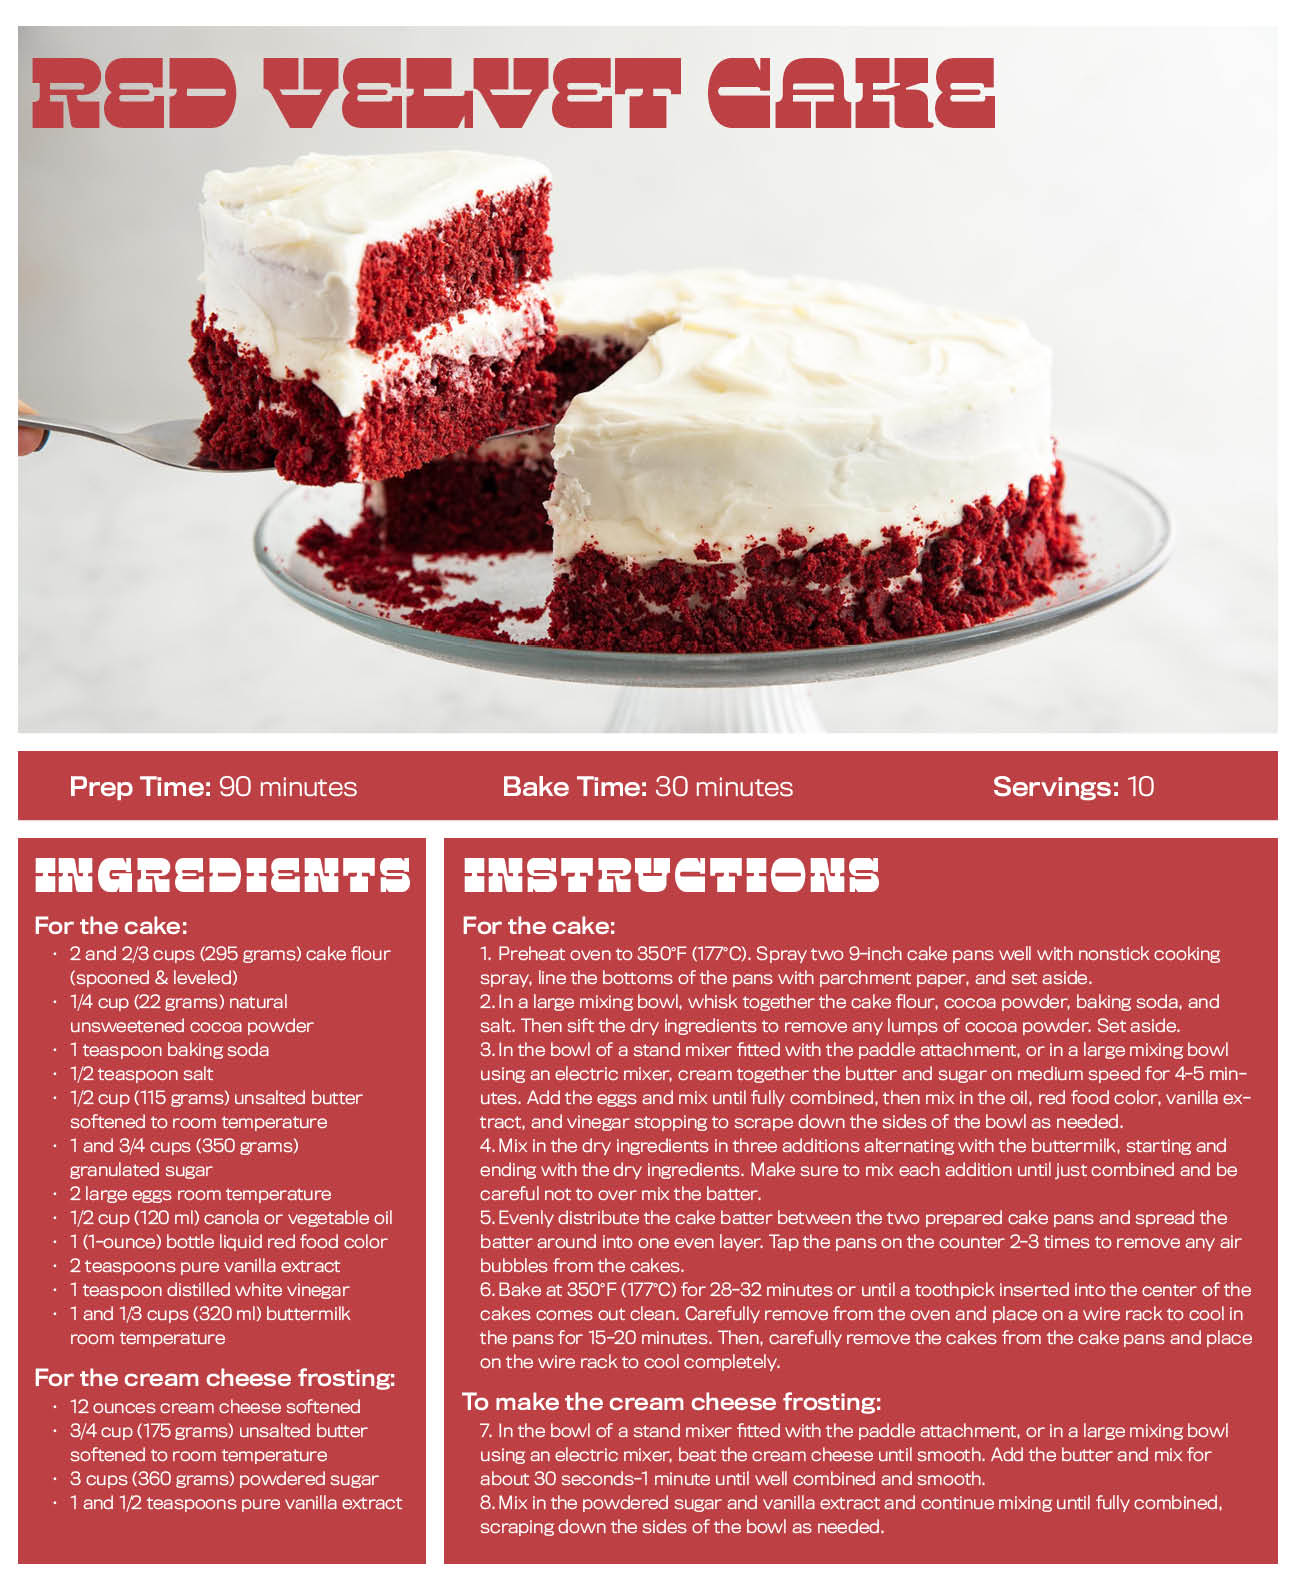 RED VELVET CAKE
Prep Time: 90 minutes
Bake Time: 30 minutes
Servings: 10
INGREDIENTS
For the cake:
· 2 and 2/3 cups (295 grams) cake flour
(spooned & leveled)
· 1/4 cup (22 grams) natural
unsweetened cocoa powder
· 1 teaspoon baking soda
· 1/2 teaspoon salt
· 1/2 cup (115 grams) unsalted butter
softened to room temperature
· 1 and 3/4 cups (350 grams)
granulated sugar
· 2 large eggs room temperature
· 1/2 cup (120 ml) canola or vegetable oil
· 1 (1-ounce) bottle liquid red food color
· 2 teaspoons pure vanilla extract
· 1 teaspoon distilled white vinegar
· 1 and 1/3 cups (320 ml) buttermilk
room temperature
For the cream cheese frosting:
· 12 ounces cream cheese softened
· 3/4 cup (175 grams) unsalted butter
softened to room temperature
· 3 cups (360 grams) powdered sugar
· 1 and 1/2 teaspoons pure vanilla extract
INSTRUCTIONS
For the cake:
1. Preheat oven to 350°F (177°C). Spray two 9-inch cake pans well with nonstick cooking
spray, line the bottoms of the pans with parchment paper, and set aside.
2. In a large mixing bowl, whisk together the cake flour, cocoa powder, baking soda, and
salt. Then sift the dry ingredients to remove any lumps of cocoa powder. Set aside.
3. In the bowl of a stand mixer fitted with the paddle attachment, or in a large mixing bowl
using an electric mixer, cream together the butter and sugar on medium speed for 4-5 min-
utes. Add the eggs and mix until fully combined, then mix in the oil, red food color, vanilla ex-
tract, and vinegar stopping to scrape down the sides of the bowl as needed.
4. Mix in the dry ingredients in three additions alternating with the buttermilk, starting and
ending with the dry ingredients. Make sure to mix each addition until just combined and be
careful not to over mix the batter.
5. Evenly distribute the cake batter between the two prepared cake pans and spread the
batter around into one even layer. Tap the pans on the counter 2-3 times to remove any air
bubbles from the cakes.
6. Bake at 350°F (177°C) for 28-32 minutes or until a toothpick inserted into the center of the
cakes comes out clean. Carefully remove from the oven and place on a wire rack to cool in
the pans for 15-20 minutes. Then, carefully remove the cakes from the cake pans and place
on the wire rack to cool completely.
To make the cream cheese frosting:
7. In the bowl of a stand mixer fitted with the paddle attachment, or in a large mixing bowl
using an electric mixer, beat the cream cheese until smooth. Add the butter and mix for
about 30 seconds-1 minute until well combined and smooth.
8. Mix in the powdered sugar and vanilla extract and continue mixing until fully combined,
scraping down the sides of the bowl as needed.